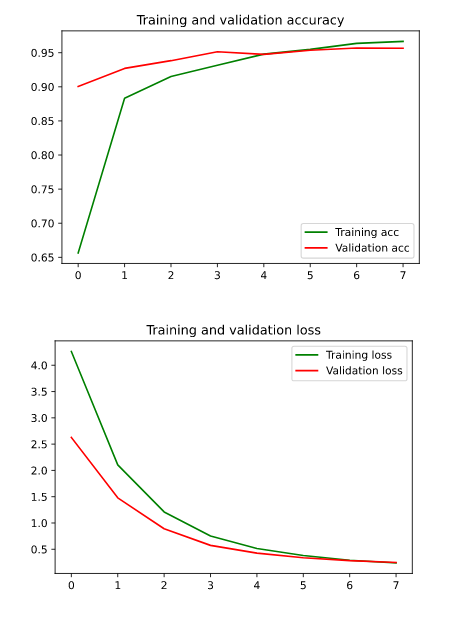 Training and validation accuracy
0.95
0.90
0.85
0.80
0.75
0.70
0.65
Training acc
Validation acc
0 1 2 3 4 5 6 7
Training and validation loss
4.0
3.5
3.0
2.5
2.0
1.5
1.0
0.5
Training loss
Validation loss
0 1 2 3 4 5 6 7